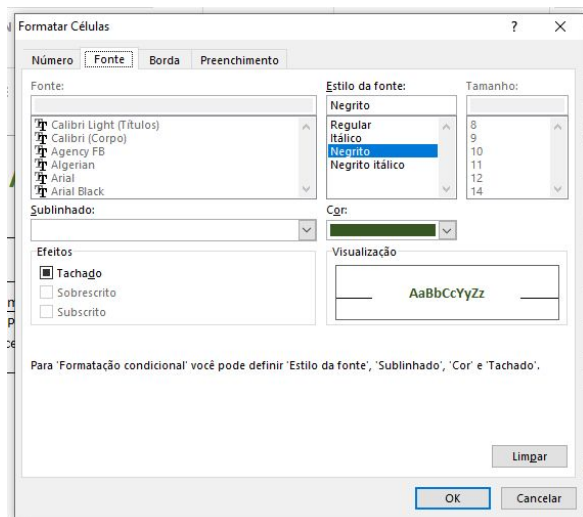 Formatar Células ? X
Número Fonte Borda Preenchimento
Fonte: Estilo da fonte: Tamanho:
Negrito
Calibri Light (Títulos) Regular 8
Calibri (Corpo) Itálico 9
Agency FB Negrito 10
Algerian Negrito itálico 11
Arial 12
Arial Black 14
Sublinhado: Cor:
Efeitos Visualização
Tachado
Sobrescrito AaBbCcYyZz
Subscrito
Para 'Formatação condicional' você pode definir 'Estilo da fonte', 'Sublinhado', 'Cor' e 'Tachado'.
Limpar
OK Cancelar